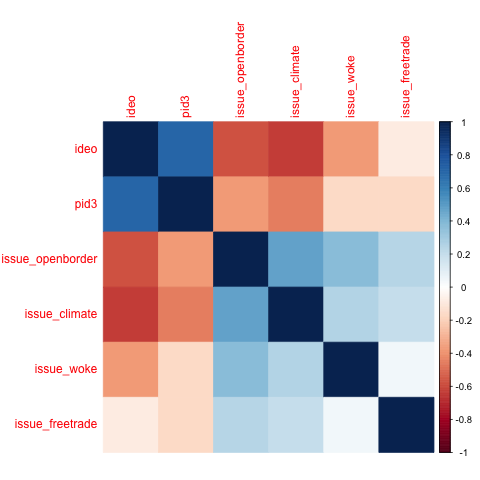 ideo
pid3
issue_openborder
issue_climate
issue_woke
issue_freetrade
ideo
pid3
issue_openborder
issue_climate
issue_woke
issue_freetrade
1
0.8
0.6
0.4
0.2
0
-0.2
-0.4
-0.6
-0.8
-1